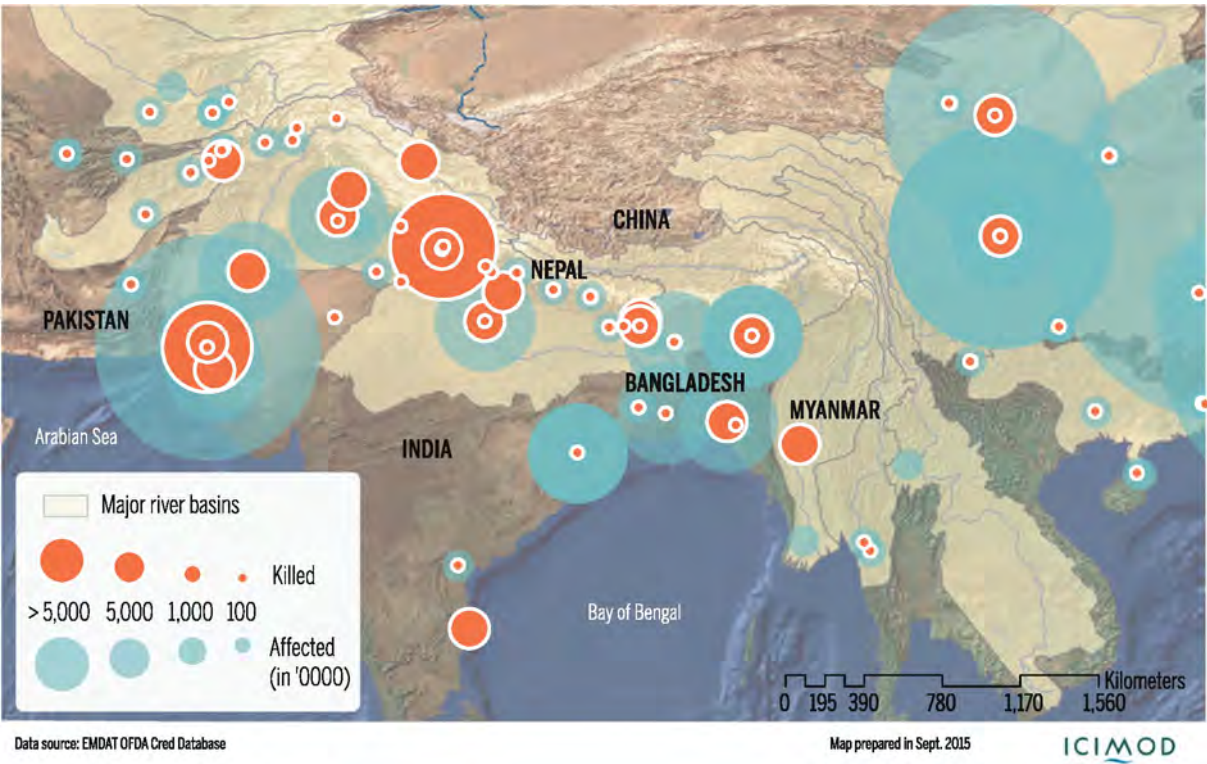 CHINA
NEPAL
PAKISTAN
BANGLADESH
MYANMAR
INDIA
Arabian Sea
Bay of Bengal
Major river basins
Killed
>5,000 5,000 1,000 100
Affected
(in '0000)
Kilometers
0 195 390 780 1,170 1,560
Data source: EMDAT OFDA Cred Database
Map prepared in Sept. 2015
ICIMOD